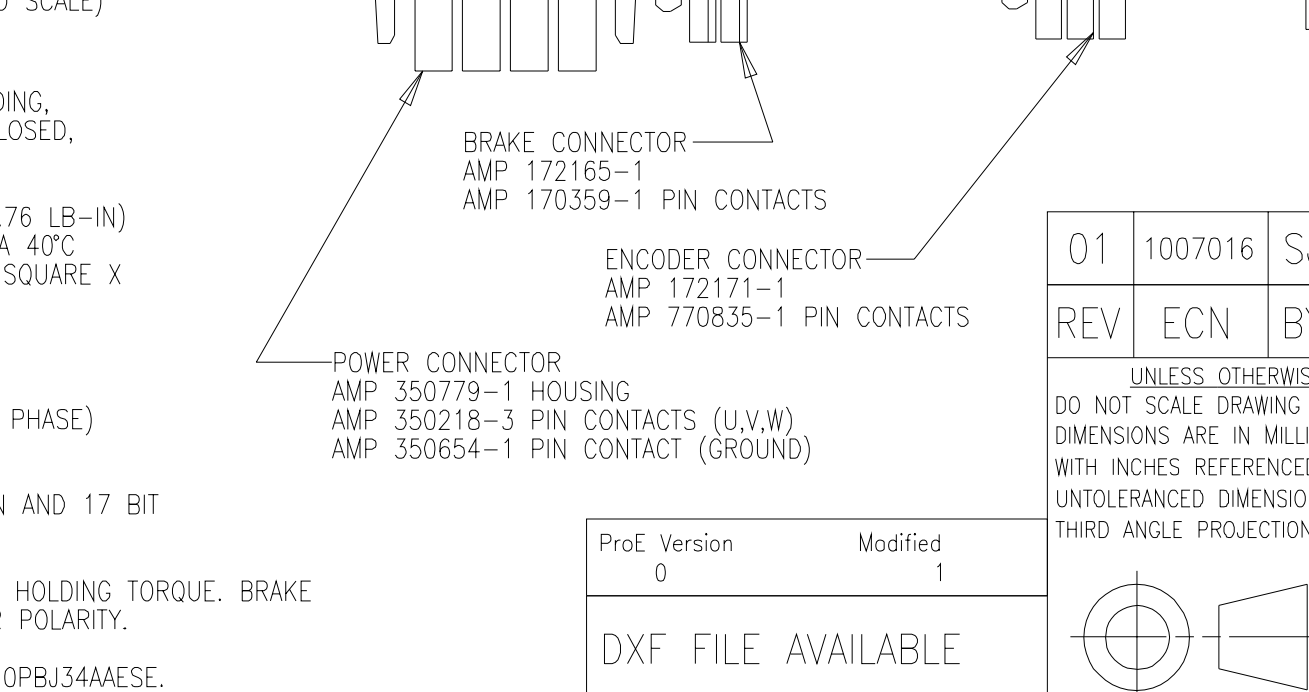 SCALE)
BRAKE CONNECTOR
AMP 172165-1
AMP 170359-1 PIN CONTACTS
ENCODER CONNECTOR
AMP 172171-1
AMP 770835-1 PIN CONTACTS
POWER CONNECTOR
AMP 350779-1 HOUSING
AMP 350218-3 PIN CONTACTS (U,V,W)
AMP 350654-1 PIN CONTACT (GROUND)
DING,
LOSED,
.76 LB-IN)
A 40°C
SQUARE X
PHASE)
N AND 17 BIT
HOLDING TORQUE. BRAKE
POLARITY.
0PBJ34AAESE.
01 1007016
REV ECN BY
UNLESS OTHERWIS
DO NOT SCALE DRAWING
DIMENSIONS ARE IN MILLI
WITH INCHES REFERENCED
UNTOLERANCED DIMENSIO
THIRD ANGLE PROJECTION
ProE Version Modified
0 1
DXF FILE AVAILABLE